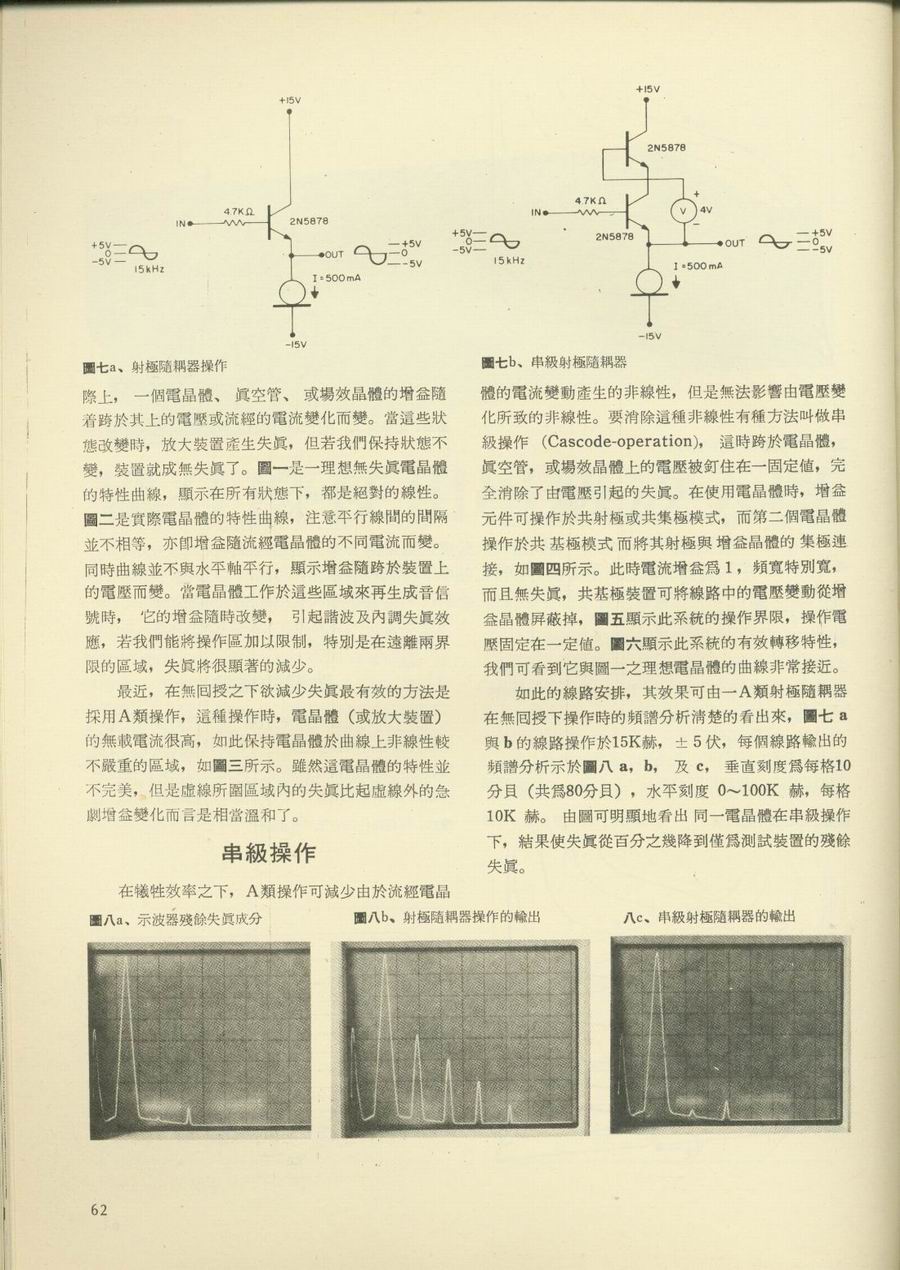 +15V
IN
4.7KΩ
2N5878
+5V
0
-5V
15kHz
OUT
+5V
0
-5V
I=500mA
-15V
圖七a、射極隨耦器操作
+15V
2N5878
IN
4.7KΩ
2N5878
+
V
4V
-
+5V
0
-5V
15kHz
OUT
+5V
0
-5V
I=500mA
-15V
圖七b、串級射極隨耦器
際上，一個電晶體、眞空管、或場效晶體的增益隨
着跨於其上的電壓或流經的電流變化而變。當這些狀
態改變時，放大裝置產生失眞，但若我們保持狀態不
變，裝置就成無失眞了。圖一是一理想無失眞電晶體
的特性曲線，顯示在所有狀態下，都是絕對的線性。
圖二是實際電晶體的特性曲線，注意平行線間的間隔
並不相等，亦卽增益隨流經電晶體的不同電流而變。
同時曲線並不與水平軸平行，顯示增益隨跨於裝置上
的電壓而變。當電晶體工作於這些區域來再生成音信
號時，它的增益隨時改變，引起諧波及內調失眞效
應，若我們能將操作區加以限制，特別是在遠離兩界
限的區域，失眞將很顯著的減少。
最近，在無囘授之下欲減少失眞最有效的方法是
採用A類操作，這種操作時，電晶體（或放大裝置）
的無載電流很高，如此保持電晶體於曲線上非線性較
不嚴重的區域，如圖三所示。雖然這電晶體的特性並
不完美，但是虛線所圍區域內的失眞比起虛線外的急
劇增益變化而言是相當溫和了。
串級操作
在犧牲效率之下，A類操作可減少由於流經電晶
體的電流變動產生的非線性，但是無法影響由電壓變
化所致的非線性。要消除這種非線性有種方法叫做串
級操作（Cascode-operation），這時跨於電晶體，
眞空管，或場效晶體上的電壓被釘住在一固定値，完
全消除了由電壓引起的失眞。在使用電晶體時，增益
元件可操作於共射極或共集極模式，而第二個電晶體
操作於共基極模式而將其射極與增益晶體的集極連
接，如圖四所示。此時電流增益爲1，頻寬特別寬，
而且無失眞，共基極裝置可將線路中的電壓變動從增
益晶體屏蔽掉，圖五顯示此系統的操作界限，操作電
壓固定在一定値。圖六顯示此系統的有效轉移特性，
我們可看到它與圖一之理想電晶體的曲線非常接近。
如此的線路安排，其效果可由一A類射極隨耦器
在無囘授下操作時的頻譜分析淸楚的看出來，圖七 a
與 b 的線路操作於15K赫，±5伏，每個線路輸出的
頻譜分析示於圖八 a，b，及 c，垂直刻度爲每格10
分貝（共爲80分貝），水平刻度 0～100K 赫，每格
10K 赫。由圖可明顯地看出同一電晶體在串級操作
下，結果使失眞從百分之幾降到僅爲測試裝置的殘餘
失眞。
圖八a、示波器殘餘失眞成分
圖八b、射極隨耦器操作的輸出
八c、串級射極隨耦器的輸出
62